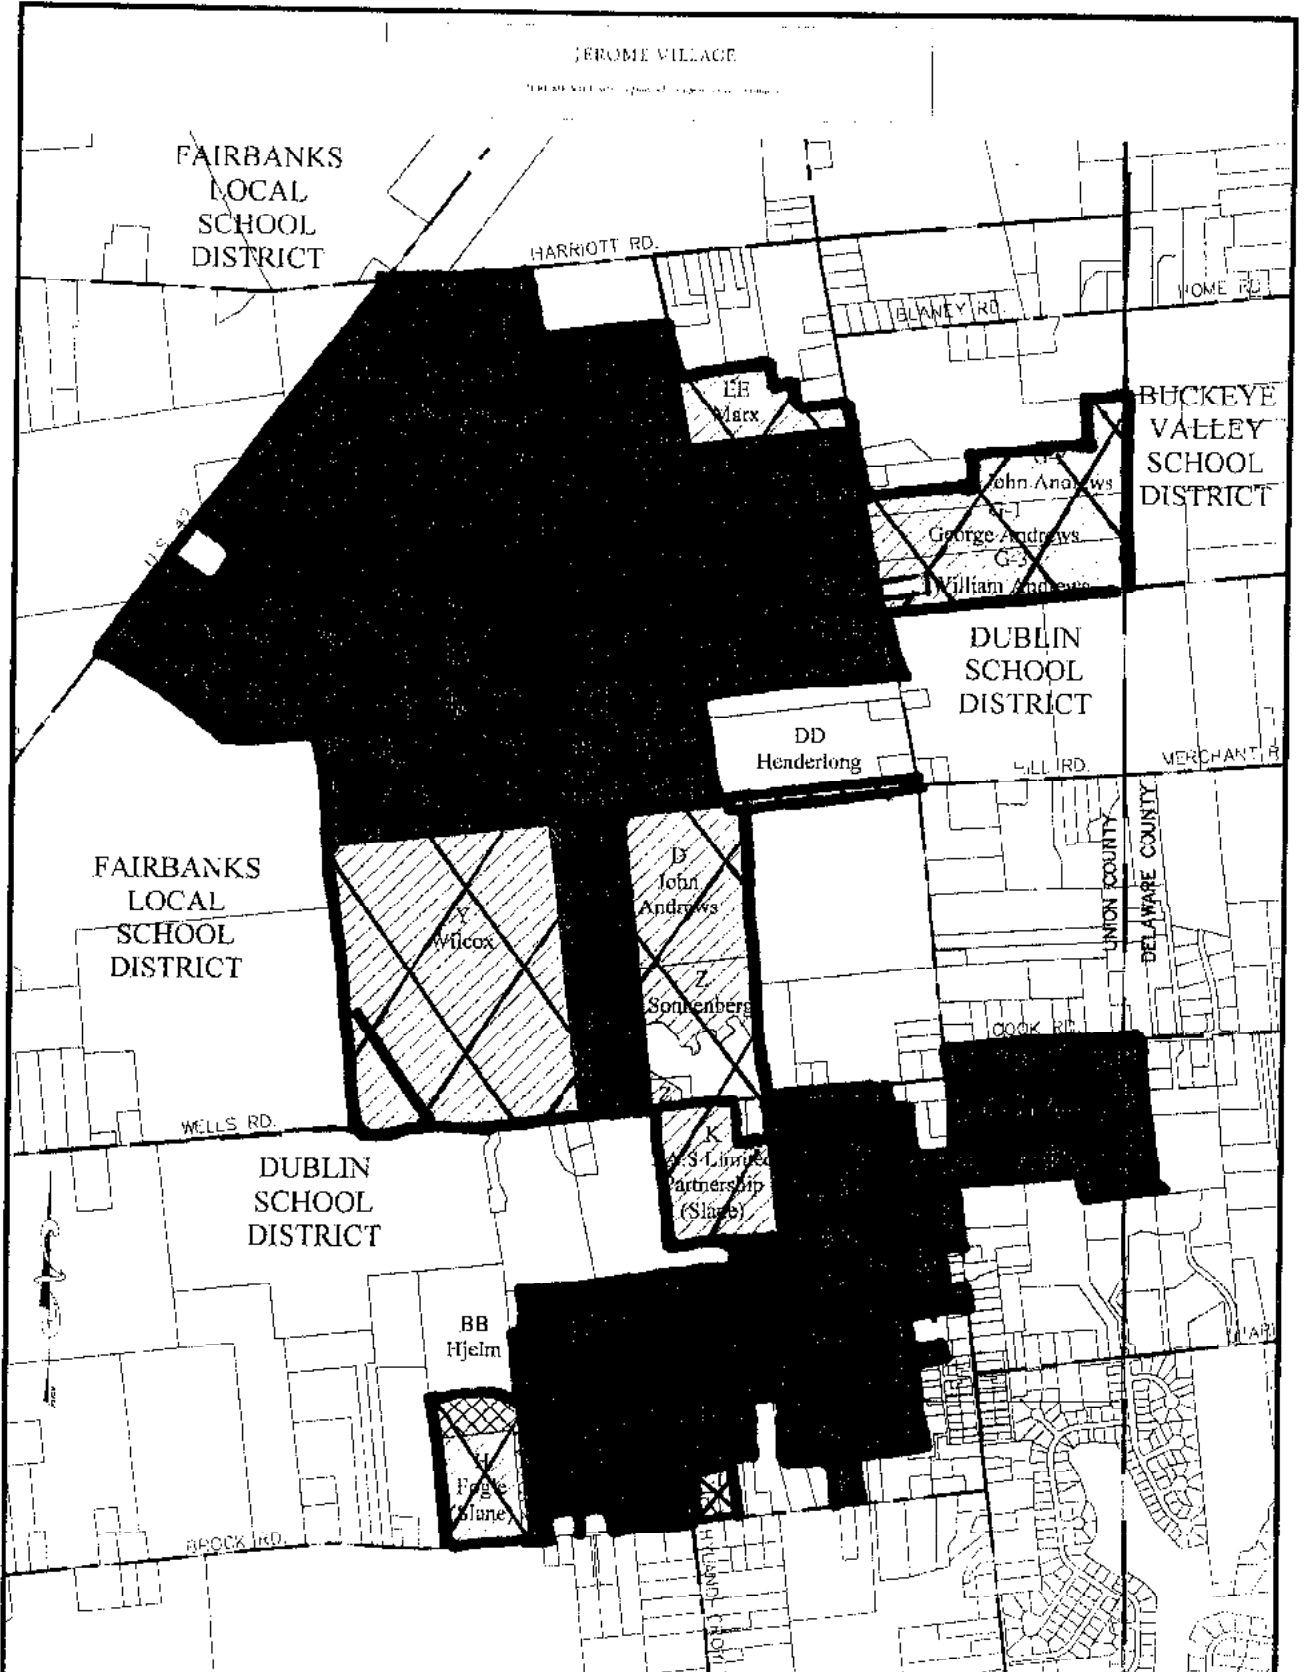 JEROME VILLAGE
FAIRBANKS
LOCAL
SCHOOL
DISTRICT
HARRIOTT RD.
HOME RD
BLANEY RD.
EE
Marx
BUCKEYE
VALLEY
SCHOOL
DISTRICT
John Andrews
G-1
George Andrews
G-3
William Andrews
DUBLIN
SCHOOL
DISTRICT
DD
Henderlong
RD.
MERCHANT R
UNION COUNTY
DELAWARE COUNTY
FAIRBANKS
LOCAL
SCHOOL
DISTRICT
Y
Wilcox
D
John
Andrews
Z
Sonnenberg
COOK RD.
WELLS RD.
Z
K
Limited
Partnership
(Slane)
DUBLIN
SCHOOL
DISTRICT
BB
Hjelm
H
Fogle
(Slane)
BROCK RD.